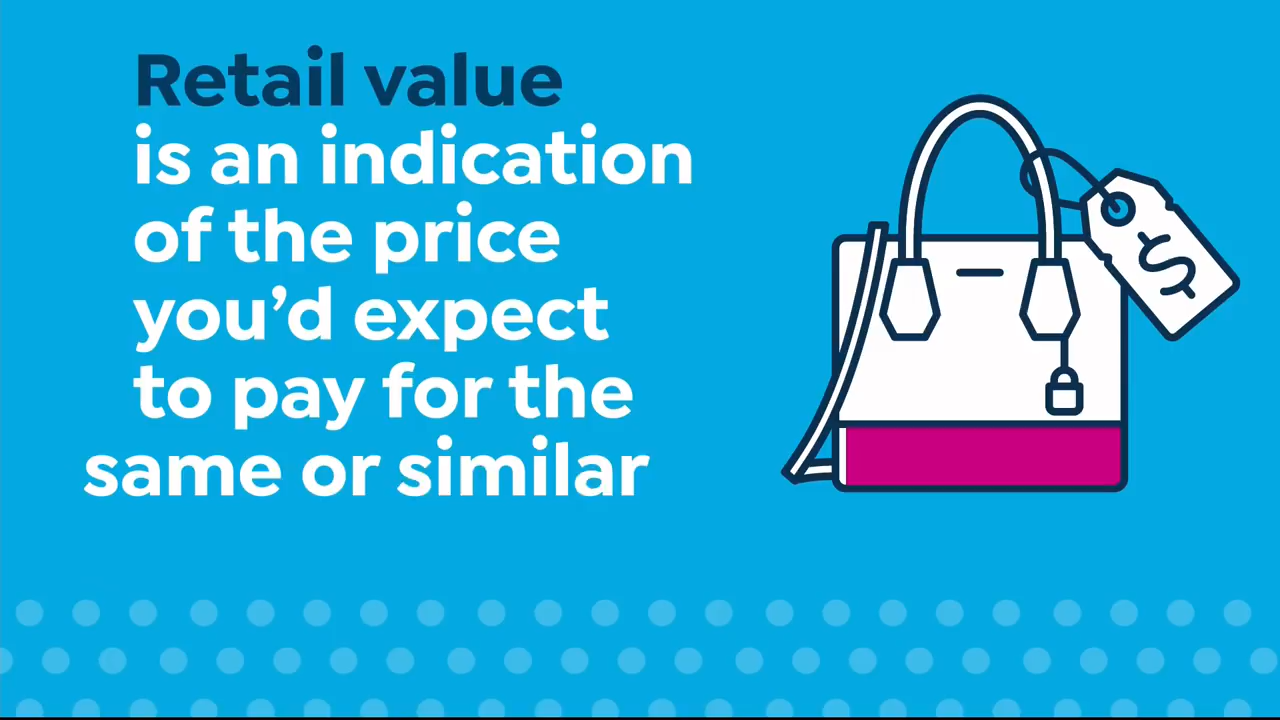 Retail value
is an indication
of the price
you’d expect
to pay for the
same or similar
$